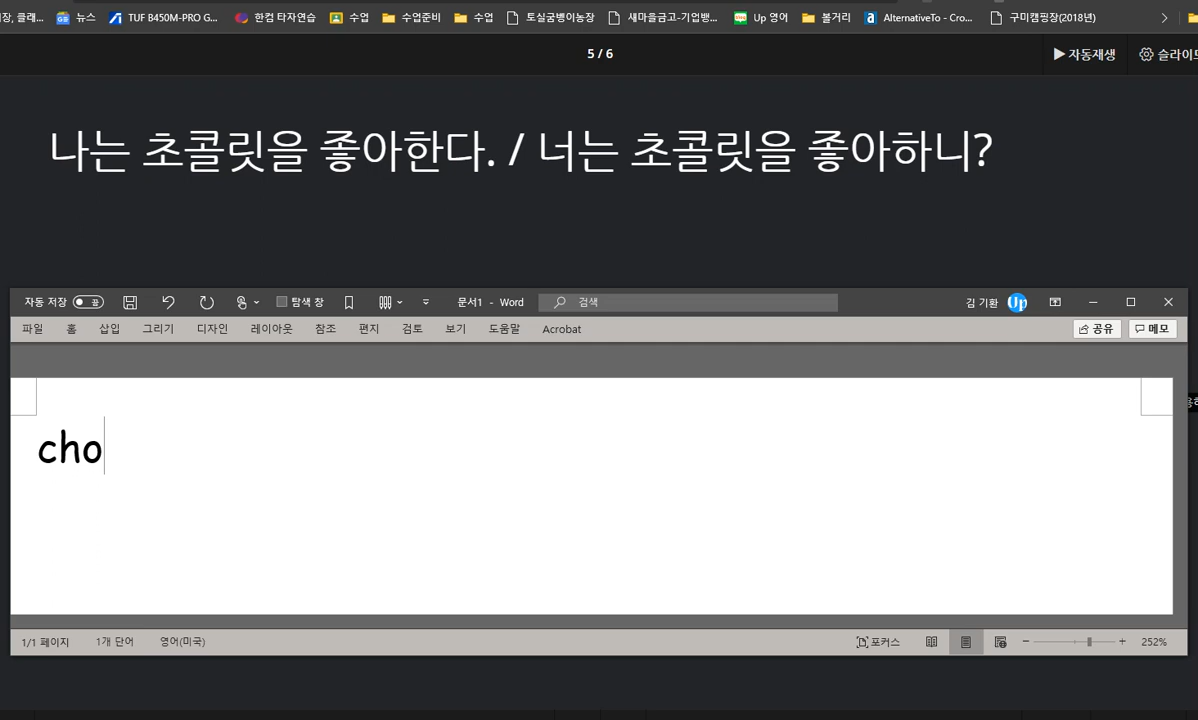 장, 클래... 뉴스 TUF B450M-PRO G... 한컴 타자연습 수업 수업준비 수업 토실굼벵이농장 새마을금고-기업뱅... Up 영어 볼거리 AlternativeTo - Cro... 구미캠핑장(2018년)
5 / 6 자동재생 슬라이드
나는 초콜릿을 좋아한다. / 너는 초콜릿을 좋아하니?
자동 저장 끔 탐색 창 문서1 - Word 검색 김 기환 Up
파일 홈 삽입 그리기 디자인 레이아웃 참조 편지 검토 보기 도움말 Acrobat 공유 메모
cho
1/1 페이지 1개 단어 영어(미국) 포커스 252%